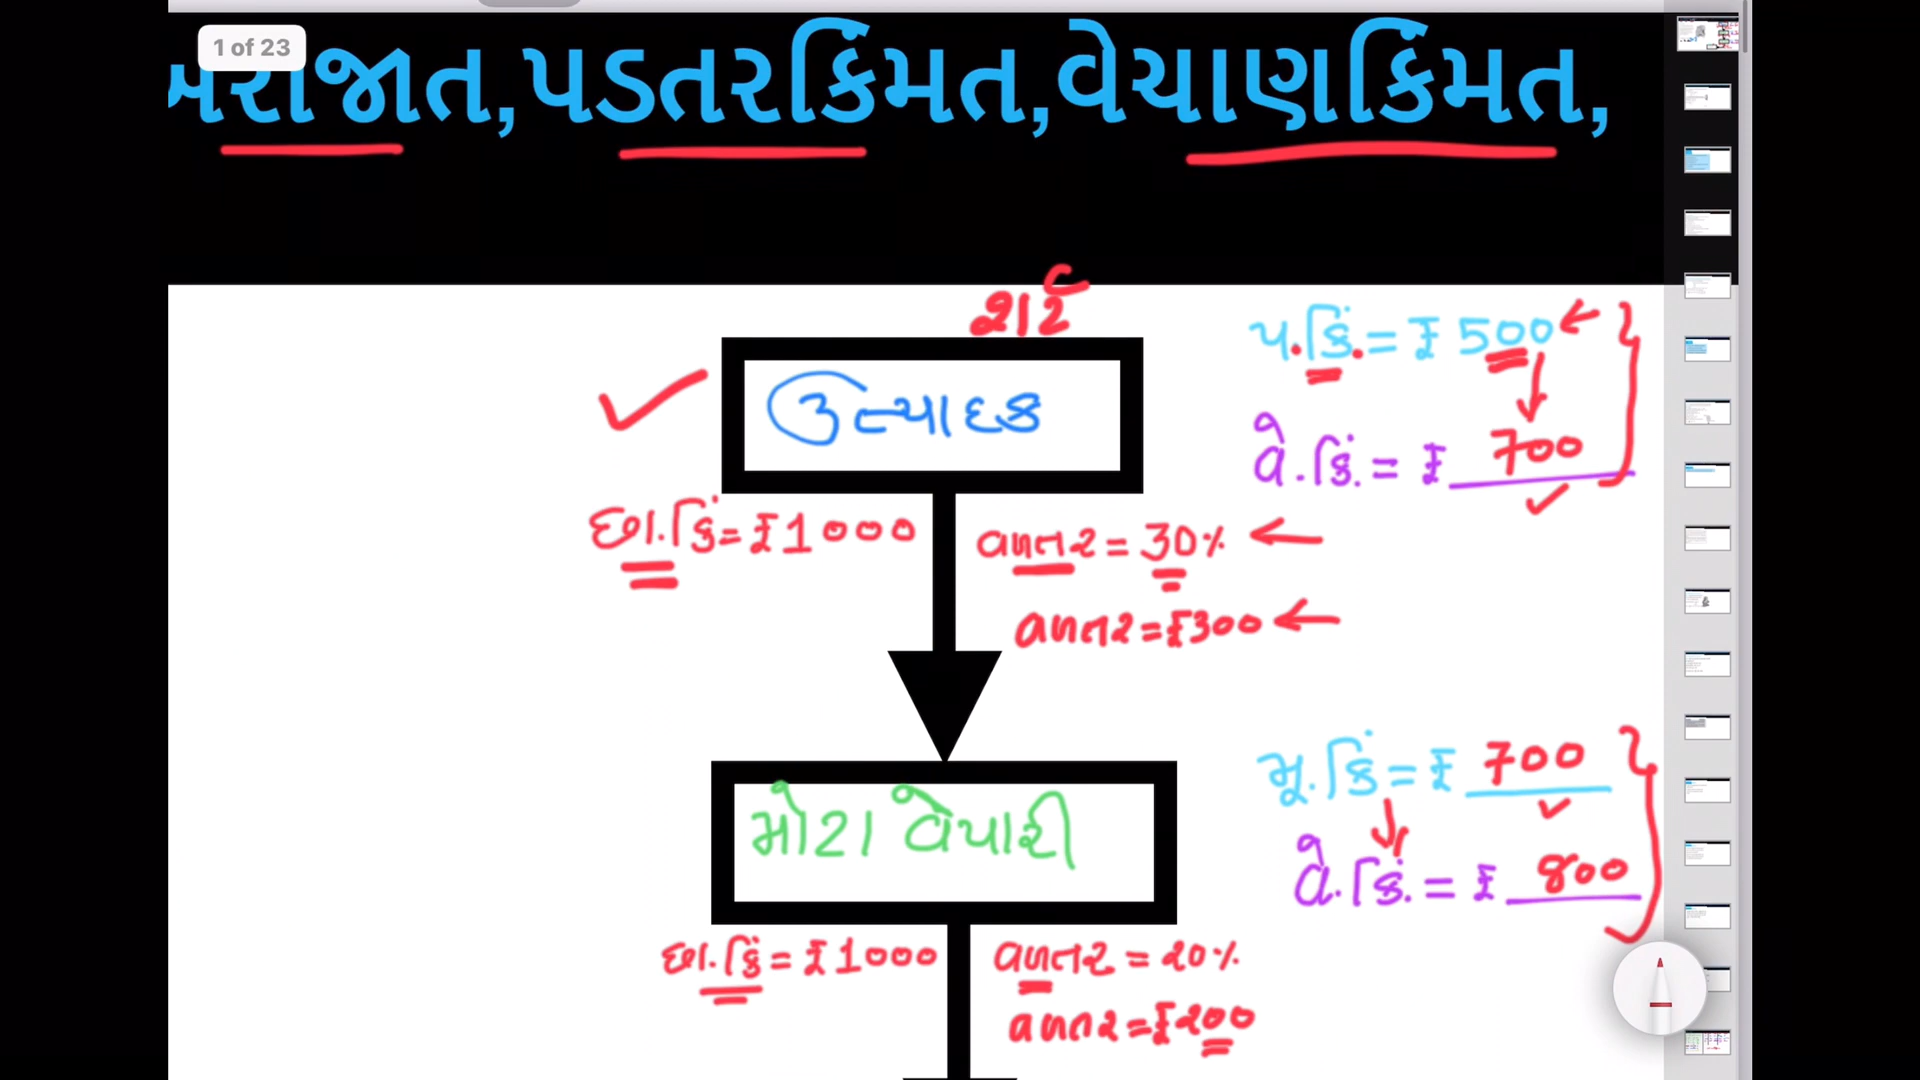 1 of 23
ખરાજાત,પડતરકિંમત,વેચાણકિંમત,
શર્ટ
ઉત્પાદક
પ.કિં. = ₹ 500
વે.કિં. = ₹ 700
છા.કિં = ₹1000
વળતર = 30%
વળતર = ₹300
મોટા વેપારી
મૂ.કિં = ₹ 700
વે.કિં. = ₹ 800
છા.કિં = ₹1000
વળતર = 20%
વળતર = ₹200